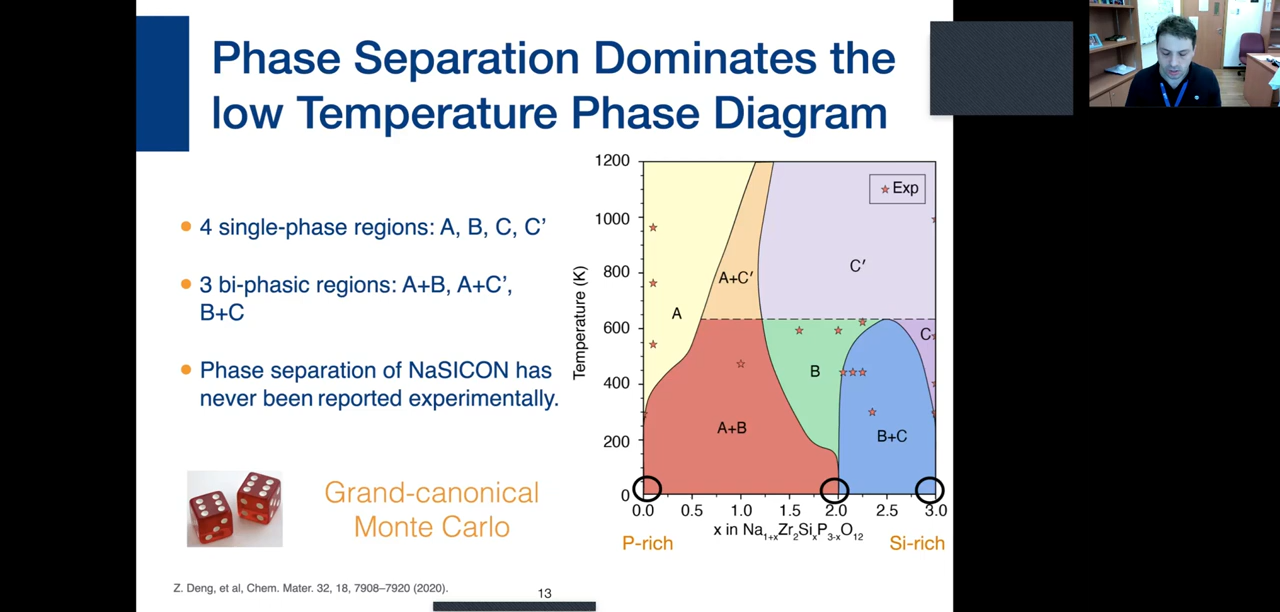 Phase Separation Dominates the
low Temperature Phase Diagram
4 single-phase regions: A, B, C, C’
3 bi-phasic regions: A+B, A+C’,
B+C
Phase separation of NaSICON has
never been reported experimentally.
Grand-canonical
Monte Carlo
Temperature (K)
1200
1000
800
600
400
200
0
Exp
A
A+C′
C′
B
C
A+B
B+C
0.0 0.5 1.0 1.5 2.0 2.5 3.0
x in Na₁₊ₓZr₂SiₓP₃₋ₓO₁₂
P-rich
Si-rich
Z. Deng, et al, Chem. Mater. 32, 18, 7908–7920 (2020).
13